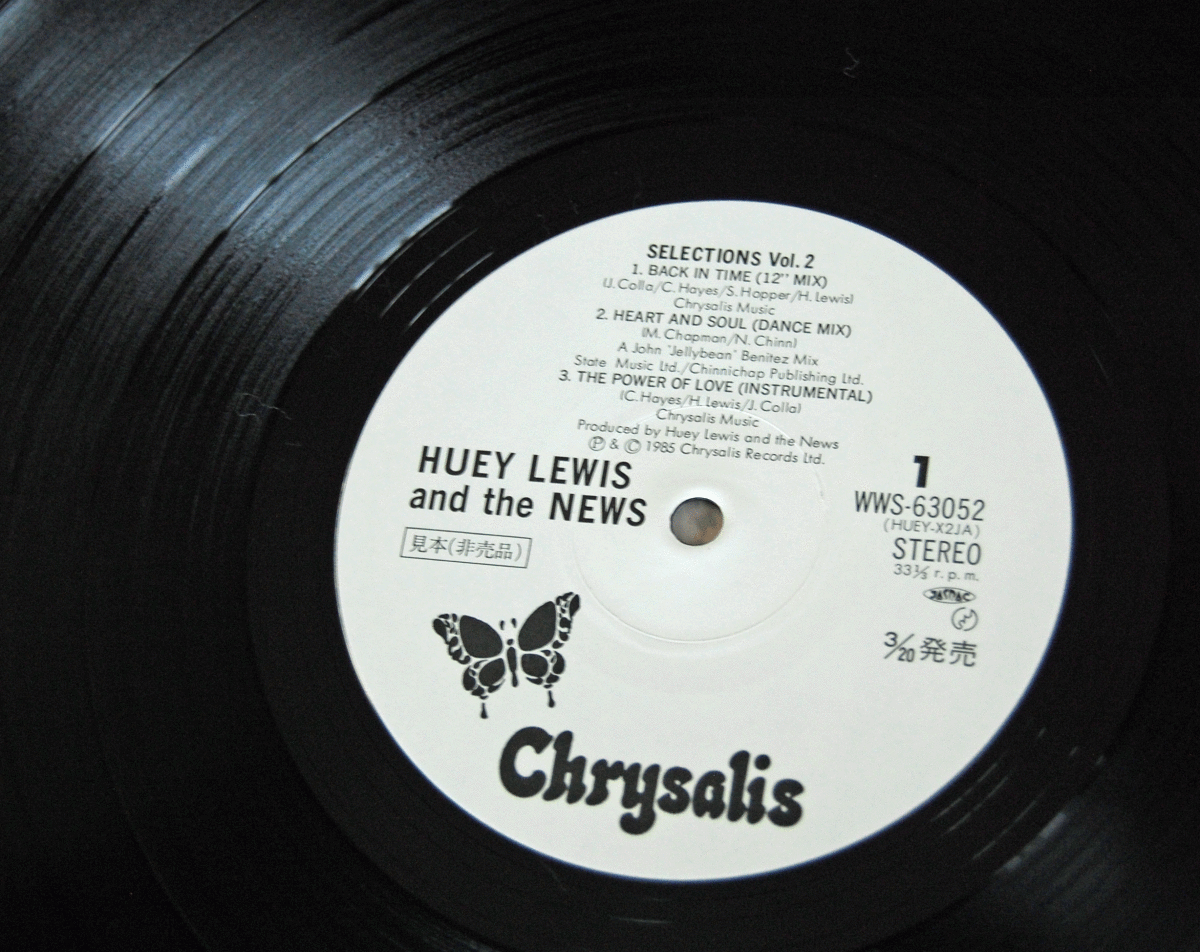 SELECTIONS Vol. 2
1. BACK IN TIME (12" MIX)
(J. Colla/C. Hayes/S. Hopper/H. Lewis)
Chrysalis Music
2. HEART AND SOUL (DANCE MIX)
(M. Chapman/N. Chinn)
A John "Jellybean" Benitez Mix
State Music Ltd./Chinnichap Publishing Ltd.
3. THE POWER OF LOVE (INSTRUMENTAL)
(C. Hayes/H. Lewis/J. Colla)
Chrysalis Music
Produced by Huey Lewis and the News
Ⓟ & © 1985 Chrysalis Records Ltd.
HUEY LEWIS
and the NEWS
見本(非売品)
1
WWS-63052
(HUEY-X2JA)
STEREO
33⅓ r. p. m.
JASRAC
3/20 発売
Chrysalis